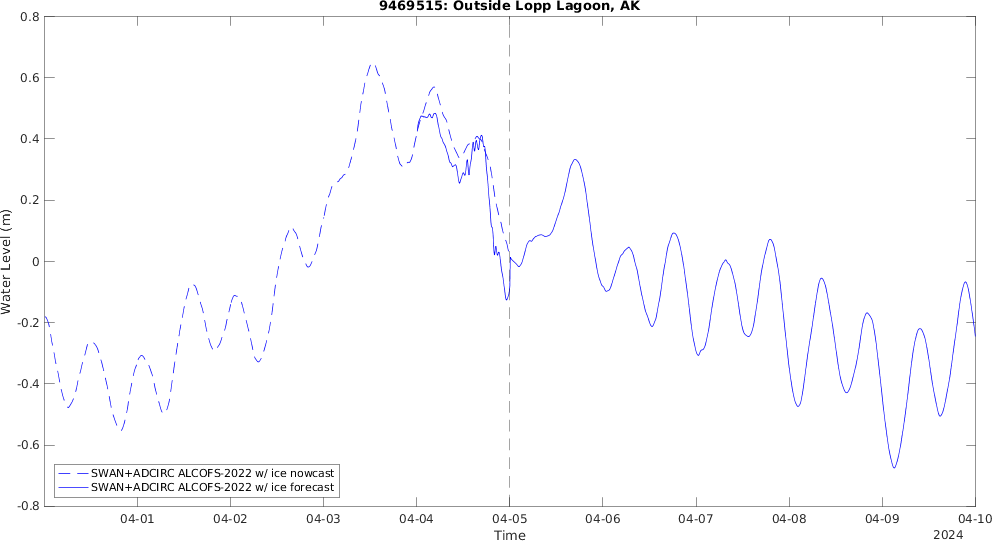 9469515: Outside Lopp Lagoon, AK
0.8
0.6
0.4
0.2
0
-0.2
-0.4
-0.6
-0.8
Water Level (m)
SWAN+ADCIRC ALCOFS-2022 w/ ice nowcast
SWAN+ADCIRC ALCOFS-2022 w/ ice forecast
04-01 04-02 04-03 04-04 04-05 04-06 04-07 04-08 04-09 04-10
Time
2024